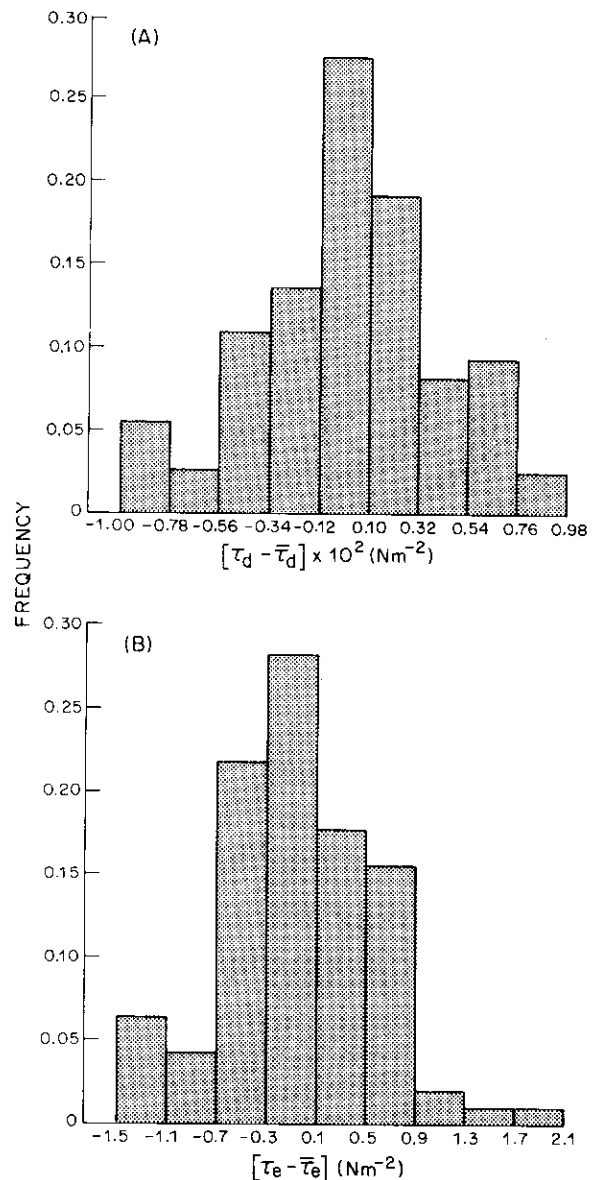 (A)
0.30
0.25
0.20
0.15
0.10
0.05
0
-1.00 -0.78 -0.56 -0.34 -0.12 0.10 0.32 0.54 0.76 0.98
[τd − τ̅d] × 10² (Nm⁻²)
FREQUENCY
(B)
0.30
0.25
0.20
0.15
0.10
0.05
0
-1.5 -1.1 -0.7 -0.3 0.1 0.5 0.9 1.3 1.7 2.1
[τe − τ̅e] (Nm⁻²)